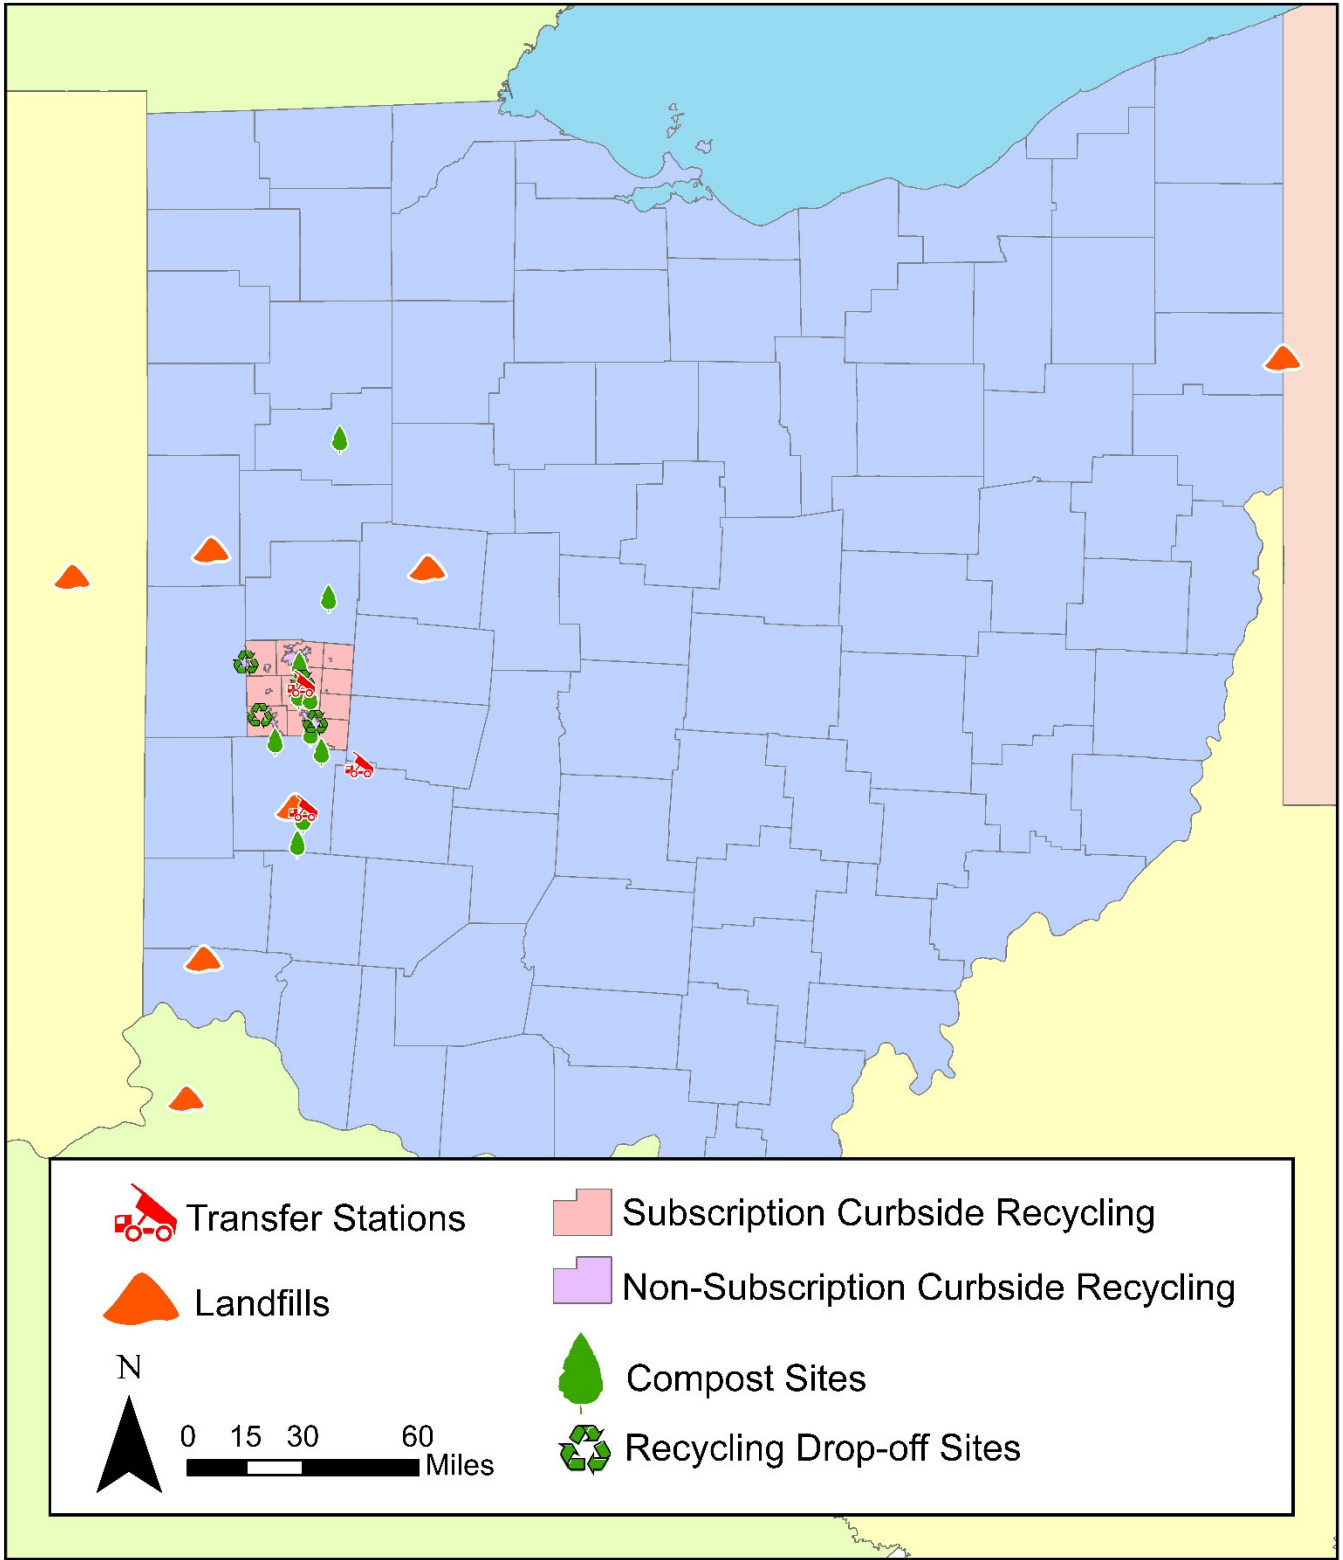 Transfer Stations
Subscription Curbside Recycling
Landfills
Non-Subscription Curbside Recycling
N
Compost Sites
0 15 30 60
Miles
Recycling Drop-off Sites